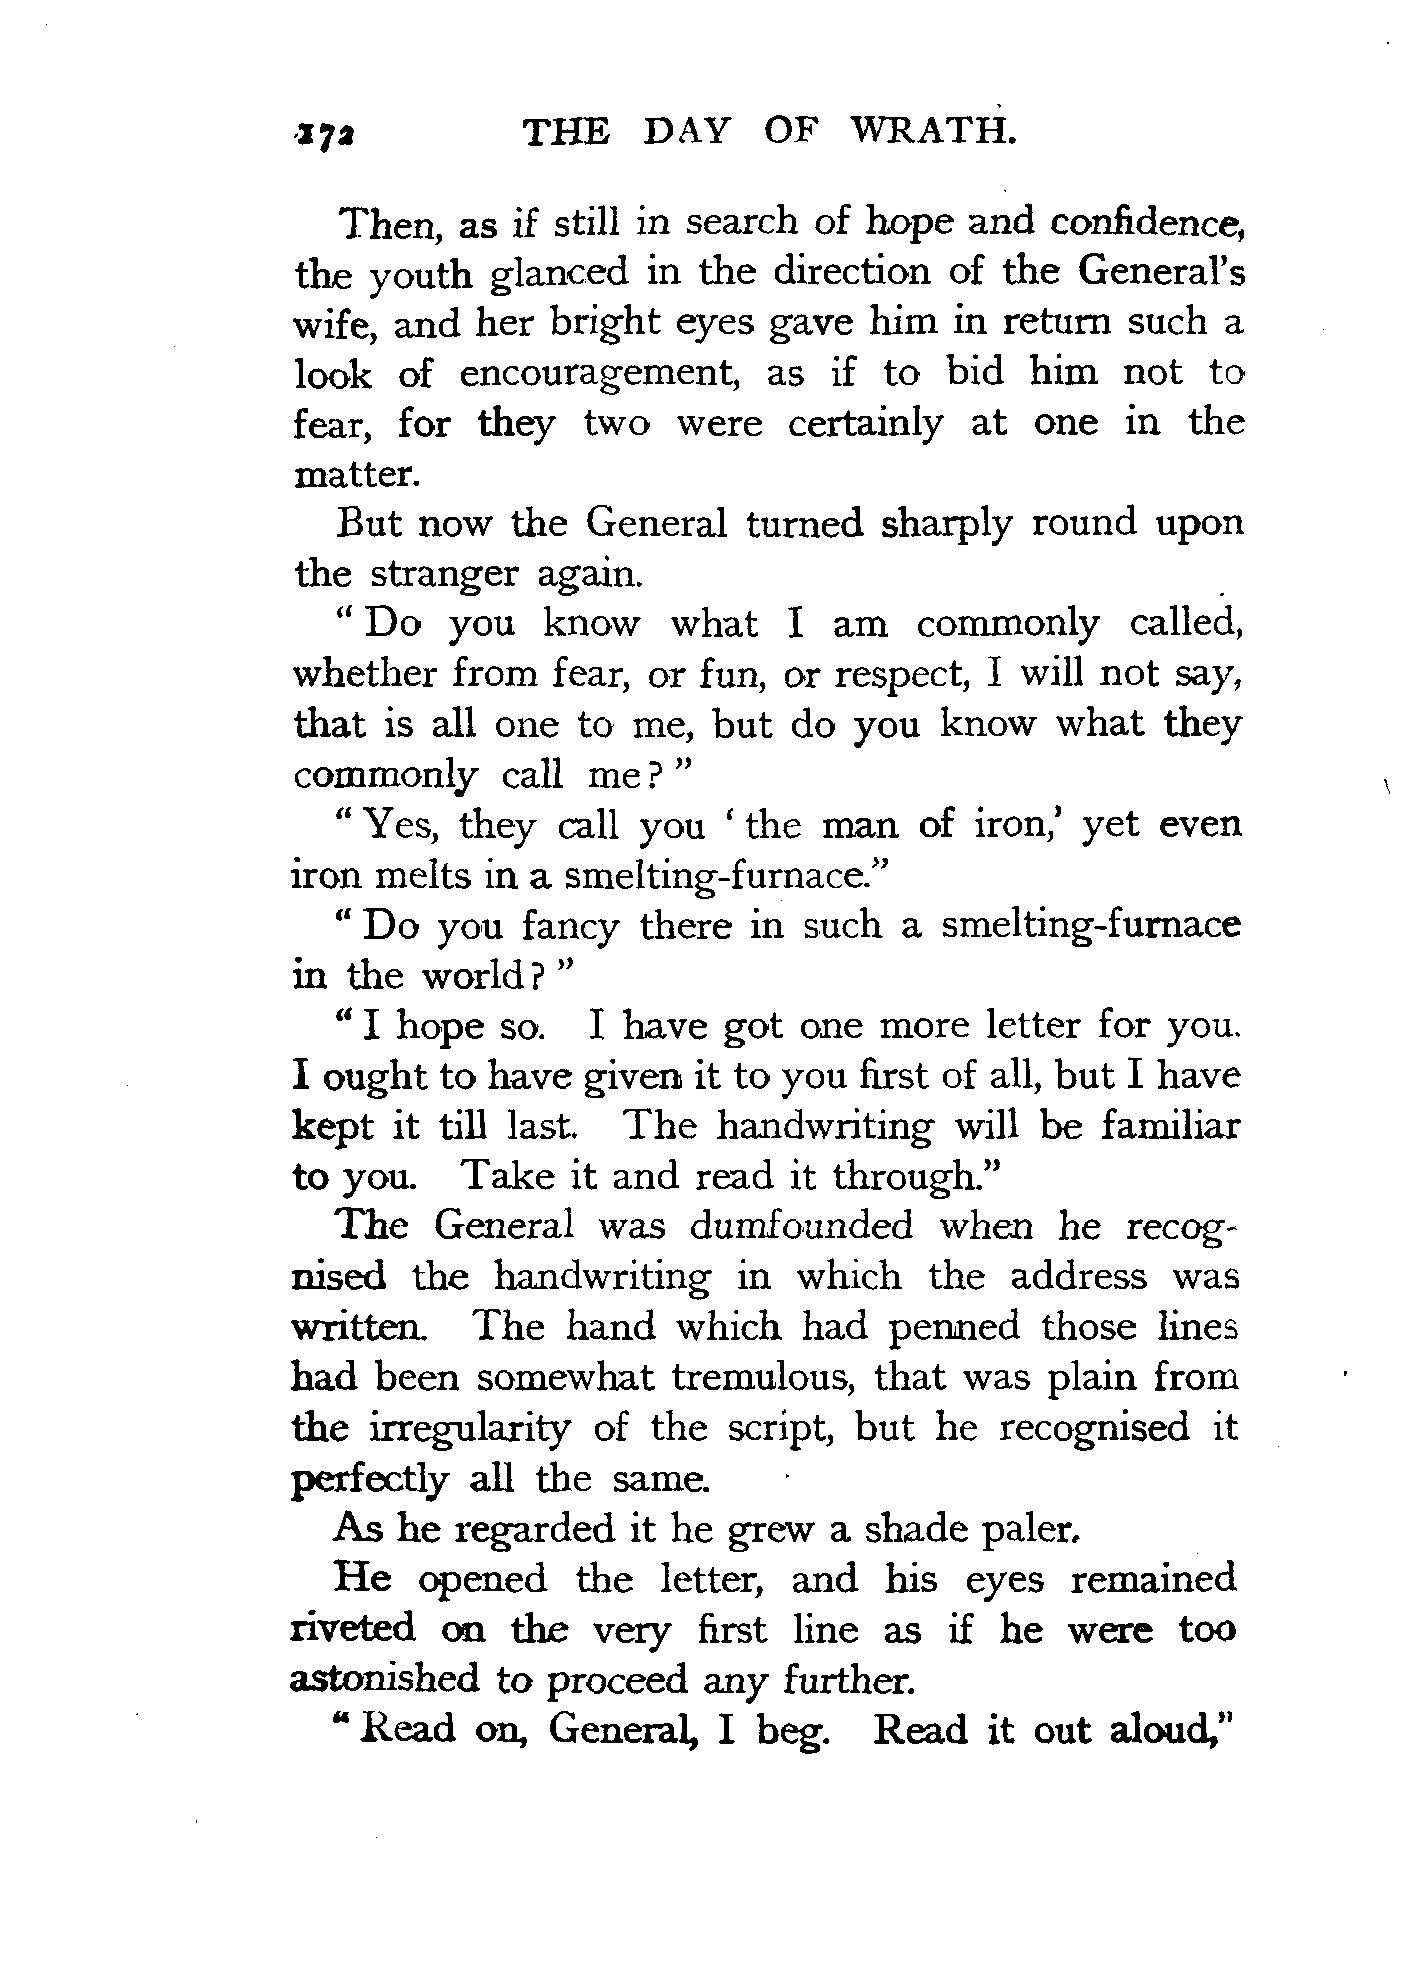 172 THE DAY OF WRATH.
Then, as if still in search of hope and confidence,
the youth glanced in the direction of the General's
wife, and her bright eyes gave him in return such a
look of encouragement, as if to bid him not to
fear, for they two were certainly at one in the
matter.
But now the General turned sharply round upon
the stranger again.
" Do you know what I am commonly called,
whether from fear, or fun, or respect, I will not say,
that is all one to me, but do you know what they
commonly call me? "
" Yes, they call you ' the man of iron,' yet even
iron melts in a smelting-furnace."
" Do you fancy there in such a smelting-furnace
in the world? "
" I hope so. I have got one more letter for you.
I ought to have given it to you first of all, but I have
kept it till last. The handwriting will be familiar
to you. Take it and read it through."
The General was dumfounded when he recog-
nised the handwriting in which the address was
written. The hand which had penned those lines
had been somewhat tremulous, that was plain from
the irregularity of the script, but he recognised it
perfectly all the same.
As he regarded it he grew a shade paler.
He opened the letter, and his eyes remained
riveted on the very first line as if he were too
astonished to proceed any further.
" Read on, General, I beg. Read it out aloud,"